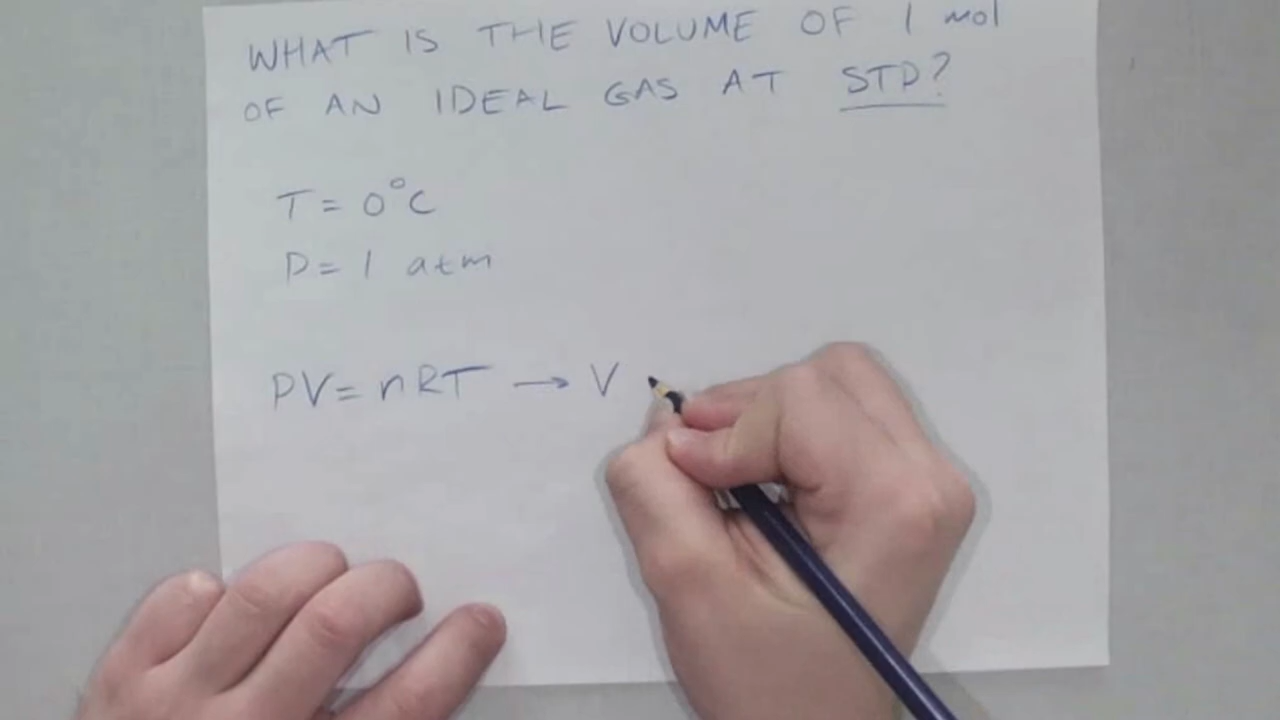 WHAT IS THE VOLUME OF 1 mol
OF AN IDEAL GAS AT STP?
T = 0°C
P = 1 atm
PV = nRT → V